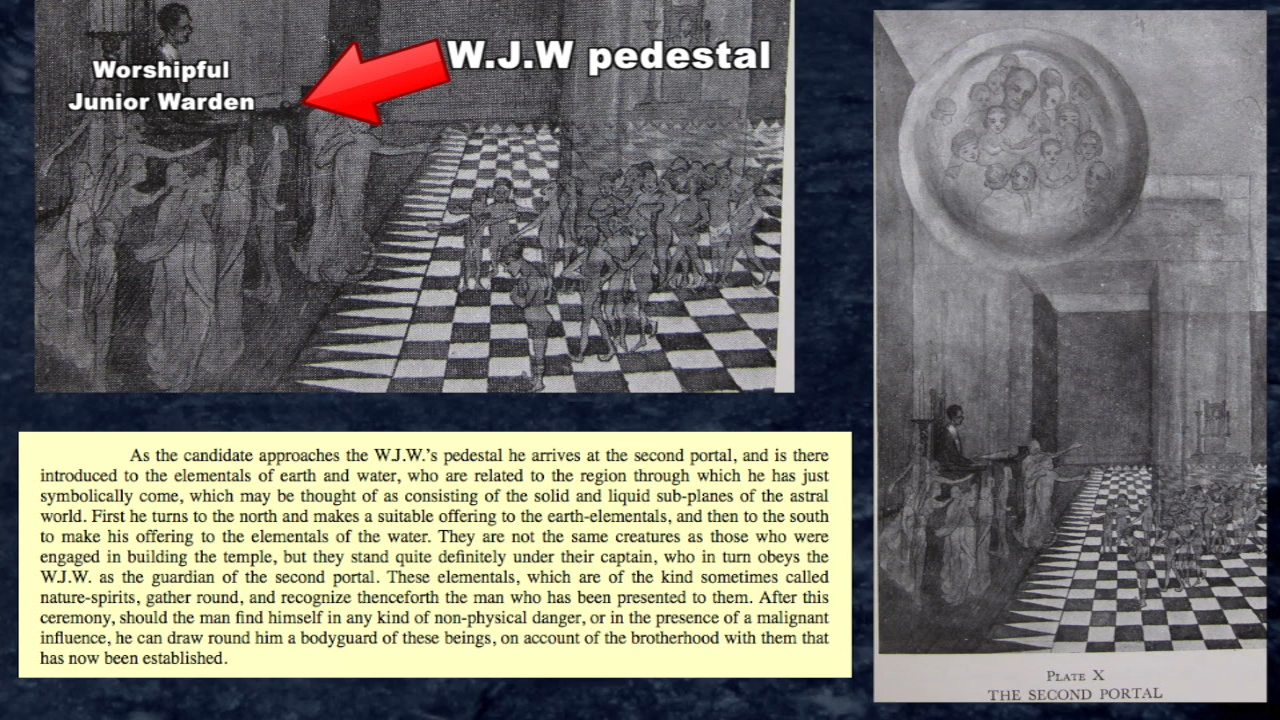 Worshipful
Junior Warden
W.J.W pedestal
As the candidate approaches the W.J.W.'s pedestal he arrives at the second portal, and is there
introduced to the elementals of earth and water, who are related to the region through which he has just
symbolically come, which may be thought of as consisting of the solid and liquid sub-planes of the astral
world. First he turns to the north and makes a suitable offering to the earth-elementals, and then to the south
to make his offering to the elementals of the water. They are not the same creatures as those who were
engaged in building the temple, but they stand quite definitely under their captain, who in turn obeys the
W.J.W. as the guardian of the second portal. These elementals, which are of the kind sometimes called
nature-spirits, gather round, and recognize thenceforth the man who has been presented to them. After this
ceremony, should the man find himself in any kind of non-physical danger, or in the presence of a malignant
influence, he can draw round him a bodyguard of these beings, on account of the brotherhood with them that
has now been established.
PLATE X
THE SECOND PORTAL